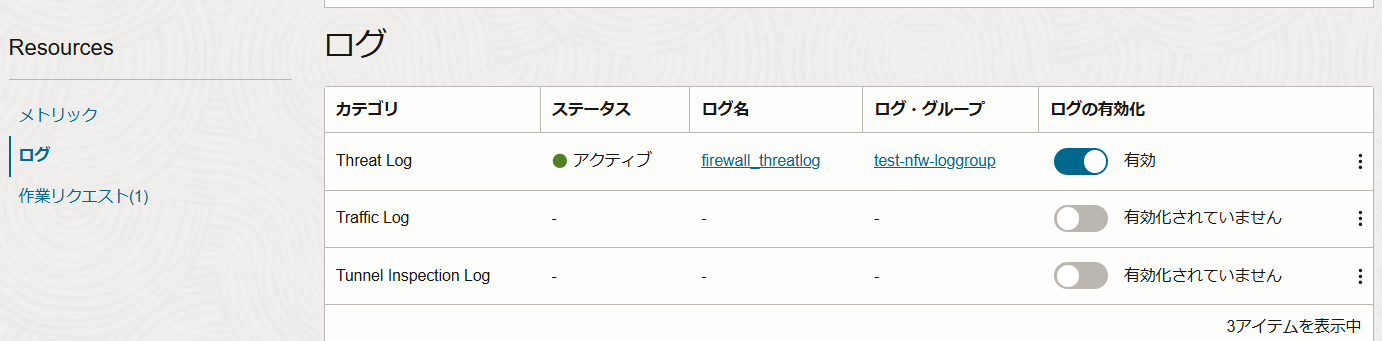 Resources
メトリック
ログ
作業リクエスト(1)
ログ
カテゴリ ステータス ログ名 ログ・グループ ログの有効化
Threat Log アクティブ firewall_threatlog test-nfw-loggroup 有効
Traffic Log - - - 有効化されていません
Tunnel Inspection Log - - - 有効化されていません
3アイテムを表示中